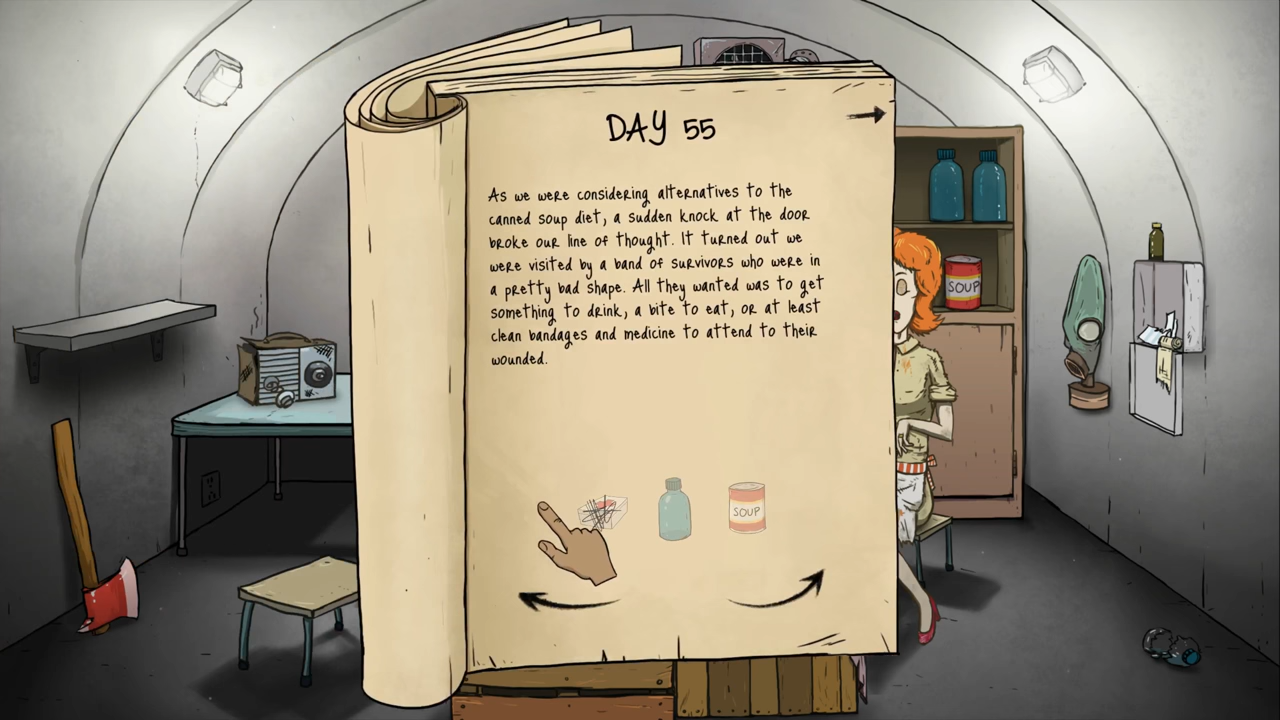 DAY 55
As we were considering alternatives to the
canned soup diet, a sudden knock at the door
broke our line of thought. It turned out we
were visited by a band of survivors who were in
a pretty bad shape. All they wanted was to get
something to drink, a bite to eat, or at least
clean bandages and medicine to attend to their
wounded.
SOUP
SOUP